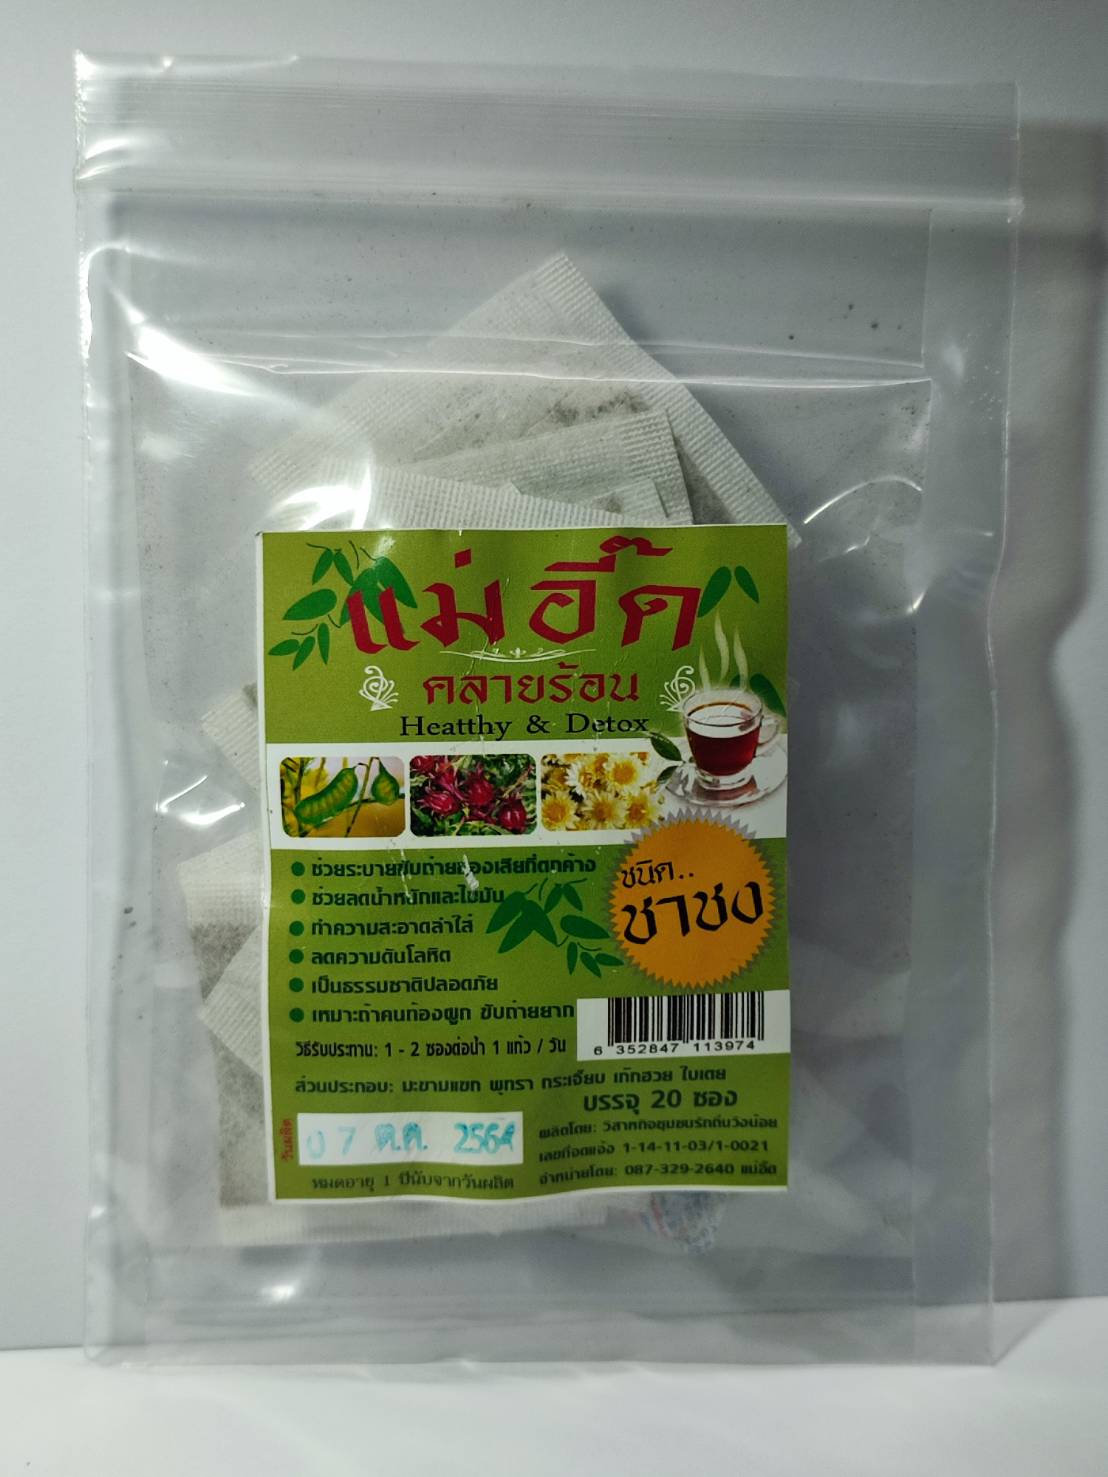 แม่อี๊ด
คลายร้อน
Heatthy & Detox
ช่วยระบายขับถ่ายของเสียที่ตกค้าง
ช่วยลดน้ำหนักและไขมัน
ทำความสะอาดลำไส้
ลดความดันโลหิต
เป็นธรรมชาติปลอดภัย
เหมาะถ้าคนท้องผูก ขับถ่ายยาก
ชนิด..
ชาชง
6 352847 113974
วิธีรับประทาน: 1 - 2 ซองต่อน้ำ 1 แก้ว / วัน
ส่วนประกอบ: มะขามแขก พุทรา กระเจี๊ยบ เก๊กฮวย ใบเตย
บรรจุ 20 ซอง
วันผลิต
07 ต.ค. 2564
หมดอายุ 1 ปีนับจากวันผลิต
ผลิตโดย: วิสาหกิจชุมชนรักถิ่นวังน้อย
เลขที่จดแจ้ง 1-14-11-03/1-0021
จำหน่ายโดย: 087-329-2640 แม่อี๊ด